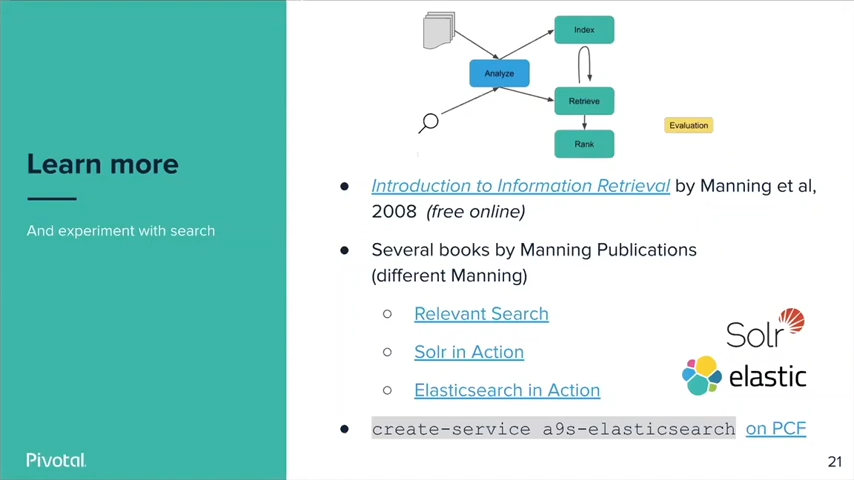 Index
Analyze
Retrieve
Evaluation
Rank
Learn more
And experiment with search
● Introduction to Information Retrieval by Manning et al,
2008 (free online)
● Several books by Manning Publications
(different Manning)
○ Relevant Search
○ Solr in Action
○ Elasticsearch in Action
Solr
elastic
● create-service a9s-elasticsearch on PCF
Pivotal
21